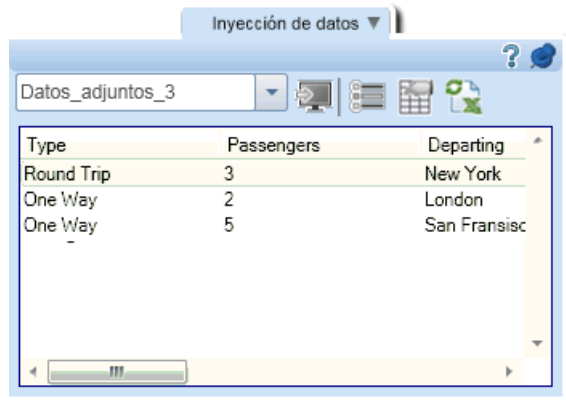 Inyección de datos ▼
?
Datos_adjuntos_3
Type Passengers Departing
Round Trip 3 New York
One Way 2 London
One Way 5 San Fransisc